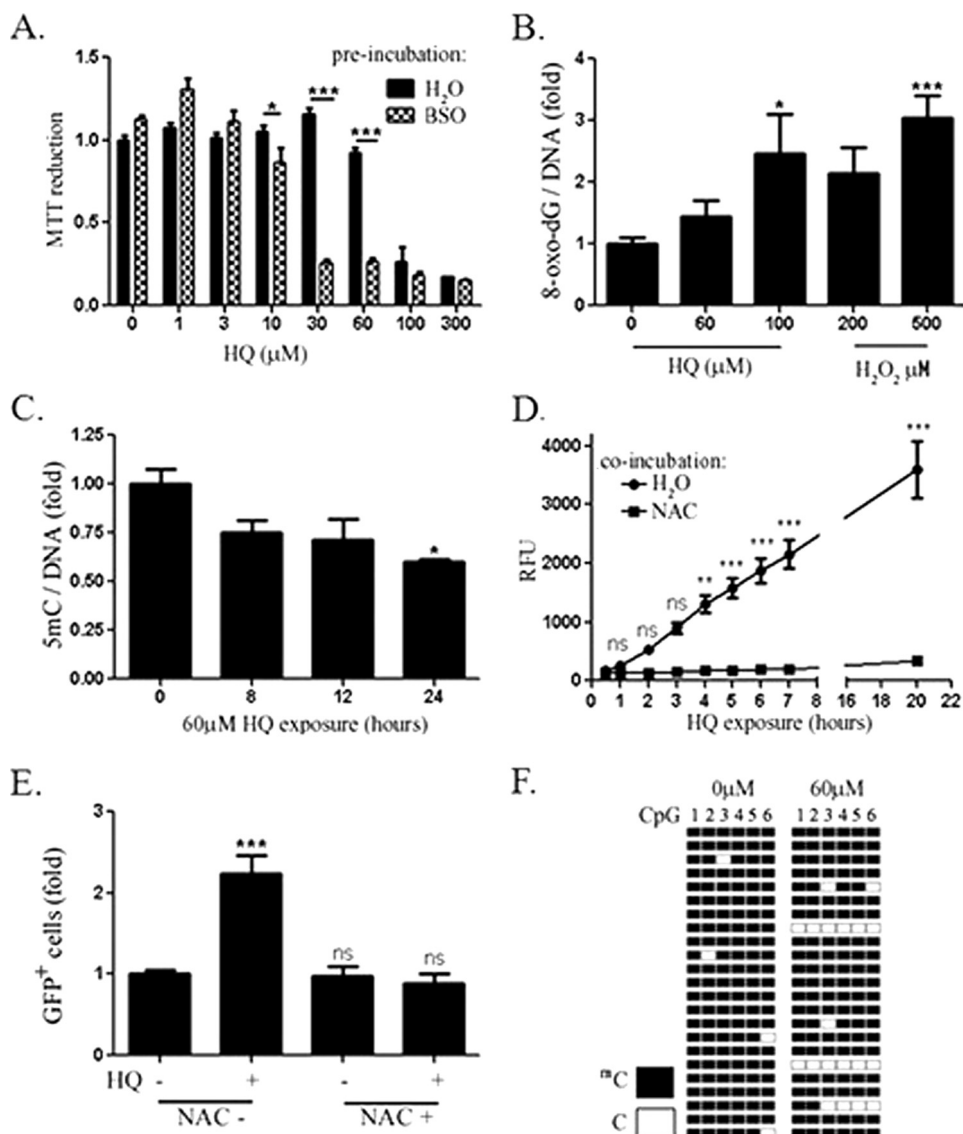 A.
pre-incubation:
H₂O
BSO
MTT reduction
1.5
1.0
0.5
0.0
* *** ***
0 1 3 10 30 60 100 300
HQ (μM)
B.
8-oxo-dG / DNA (fold)
4
3
2
1
0
* ***
0 60 100 200 500
HQ (μM) H₂O₂ μM
C.
5mC / DNA (fold)
1.25
1.00
0.75
0.50
0.25
0.00
*
0 8 12 24
60μM HQ exposure (hours)
D.
co-incubation:
H₂O
NAC
RFU
4000
3000
2000
1000
0
ns ns ns ** *** *** *** ***
0 1 2 3 4 5 6 7 8 16 18 20 22
HQ exposure (hours)
E.
GFP⁺ cells (fold)
3
2
1
0
*** ns ns
HQ - + - +
NAC - NAC +
F.
0μM 60μM
CpG 1 2 3 4 5 6 1 2 3 4 5 6
ᵐC
C